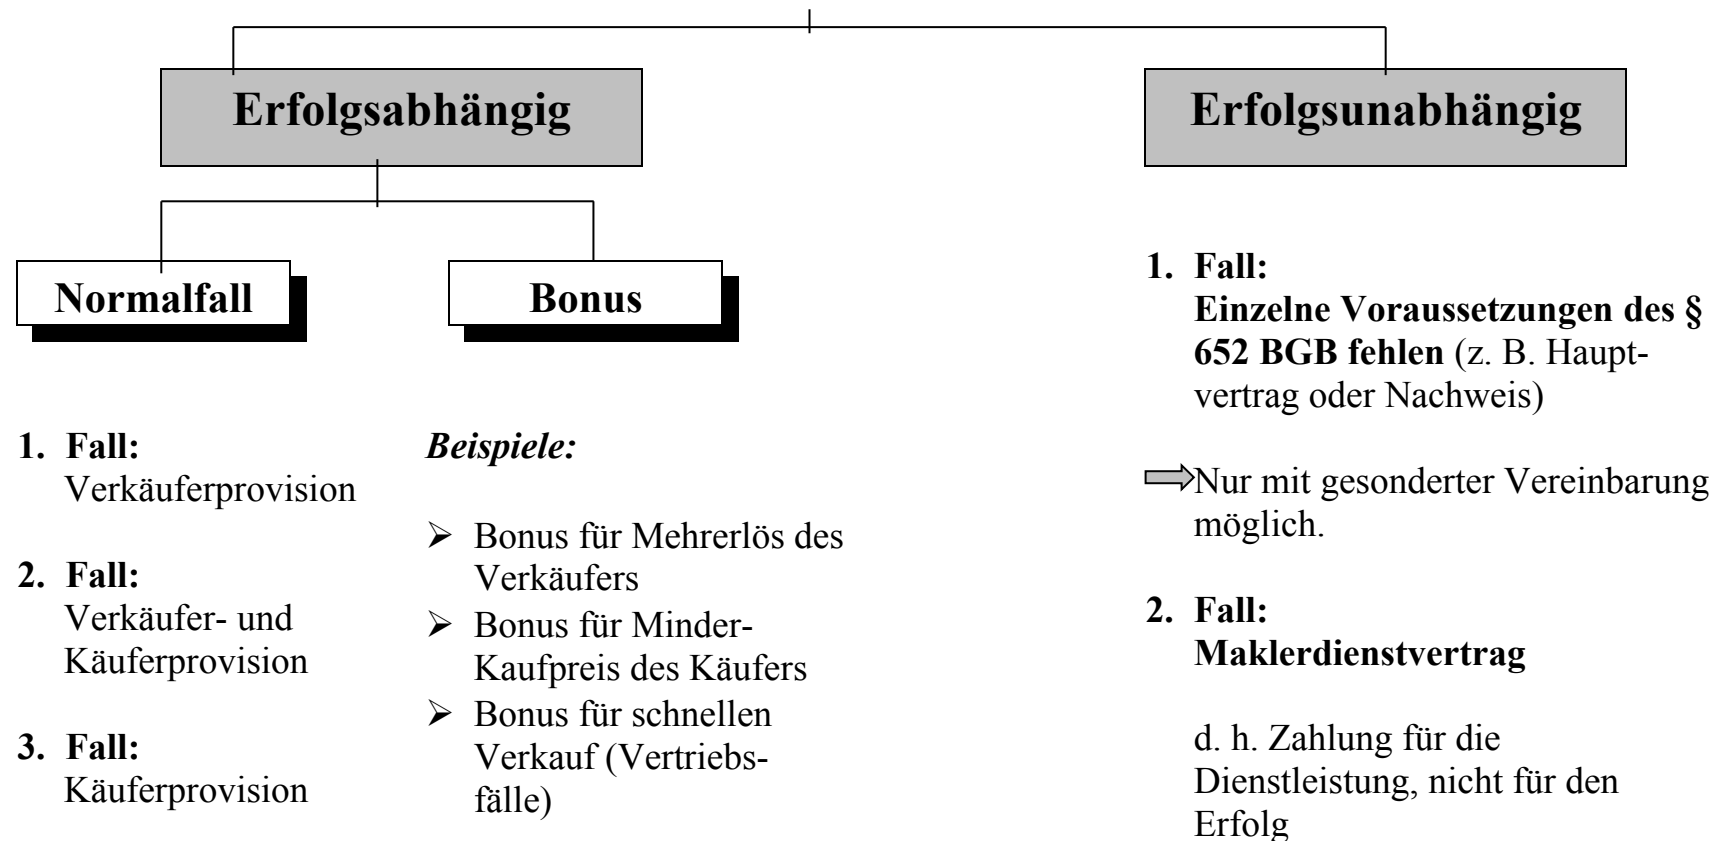 Erfolgsabhängig
Erfolgsunabhängig
Normalfall
Bonus
1. Fall:
Verkäuferprovision
2. Fall:
Verkäufer- und
Käuferprovision
3. Fall:
Käuferprovision
Beispiele:
➢ Bonus für Mehrerlös des
Verkäufers
➢ Bonus für Minder-
Kaufpreis des Käufers
➢ Bonus für schnellen
Verkauf (Vertriebs-
fälle)
1. Fall:
Einzelne Voraussetzungen des §
652 BGB fehlen (z. B. Haupt-
vertrag oder Nachweis)
Nur mit gesonderter Vereinbarung
möglich.
2. Fall:
Maklerdienstvertrag
d. h. Zahlung für die
Dienstleistung, nicht für den
Erfolg